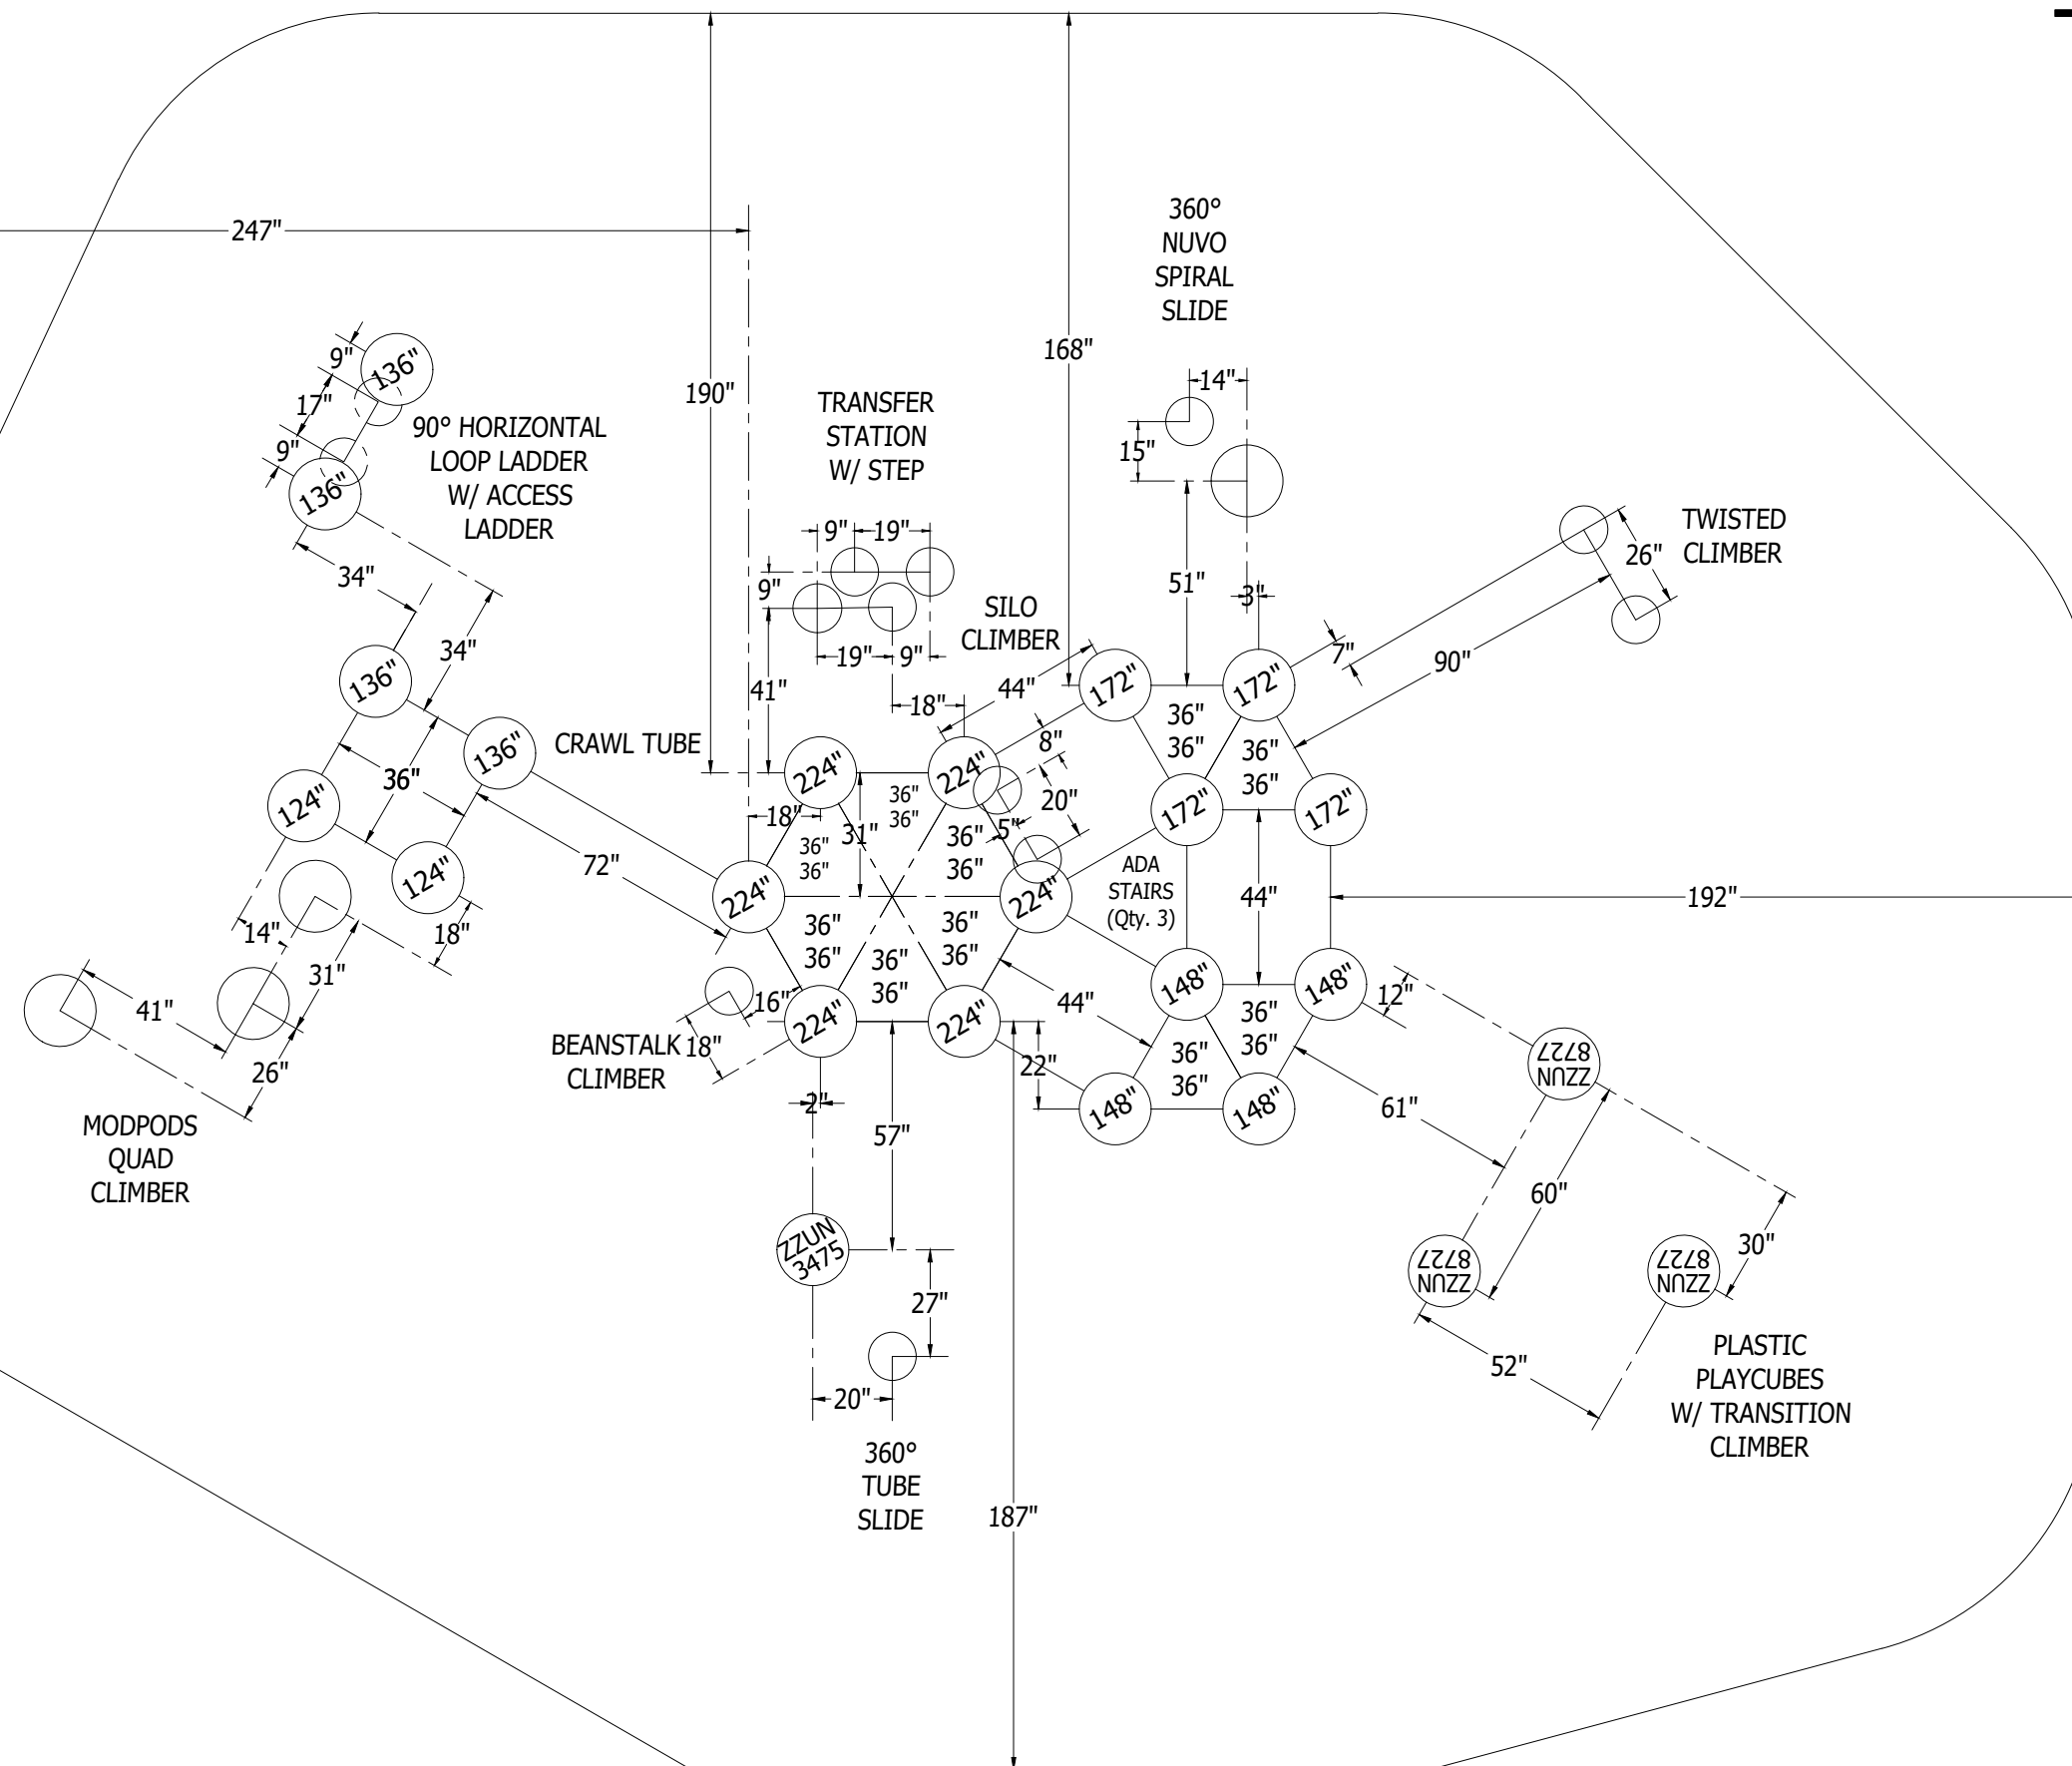 360°
NUVO
SPIRAL
SLIDE
247"
168"
190"
9"
136"
17"
9"
136"
90° HORIZONTAL
LOOP LADDER
W/ ACCESS
LADDER
TRANSFER
STATION
W/ STEP
14"
15"
TWISTED
CLIMBER
26"
9"
19"
9"
34"
51"
3"
SILO
CLIMBER
34"
19"
9"
7"
90"
136"
41"
18"
44"
172"
172"
36"
36"
CRAWL TUBE
136"
8"
36"
36"
224"
224"
36"
36"
36"
20"
124"
18"
31"
36"
36"
5"
172"
172"
36"
36"
72"
124"
224"
224"
ADA
STAIRS
(Qty. 3)
44"
192"
14"
18"
31"
36"
36"
36"
36"
36"
36"
41"
16"
224"
224"
44"
148"
148"
12"
36"
36"
26"
BEANSTALK
CLIMBER
18"
22"
36"
36"
ZZUN
8727
2"
148"
148"
61"
MODPODS
QUAD
CLIMBER
57"
60"
ZZUN
3475
30"
ZZUN
8727
ZZUN
8727
27"
52"
PLASTIC
PLAYCUBES
W/ TRANSITION
CLIMBER
20"
360°
TUBE
SLIDE
187"